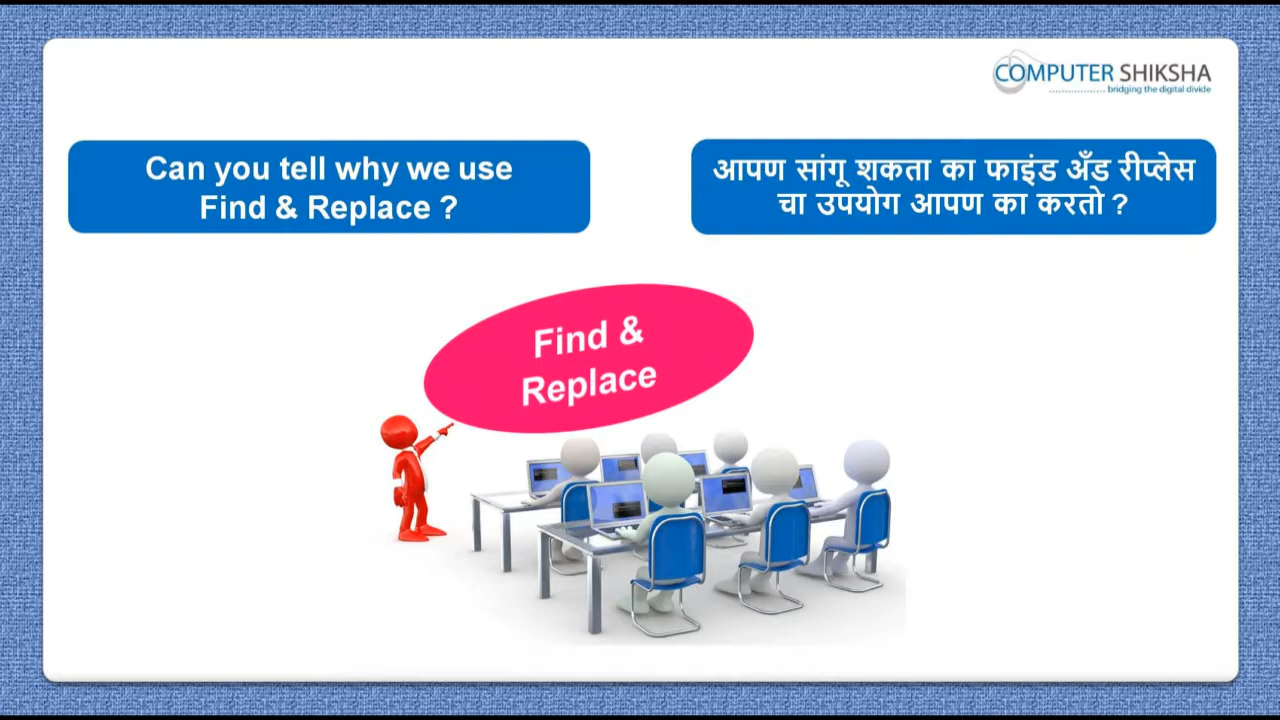 COMPUTER SHIKSHA
bridging the digital divide
Can you tell why we use
Find & Replace ?
आपण सांगू शकता का फाइंड अँड रीप्लेस
चा उपयोग आपण का करतो ?
Find &
Replace